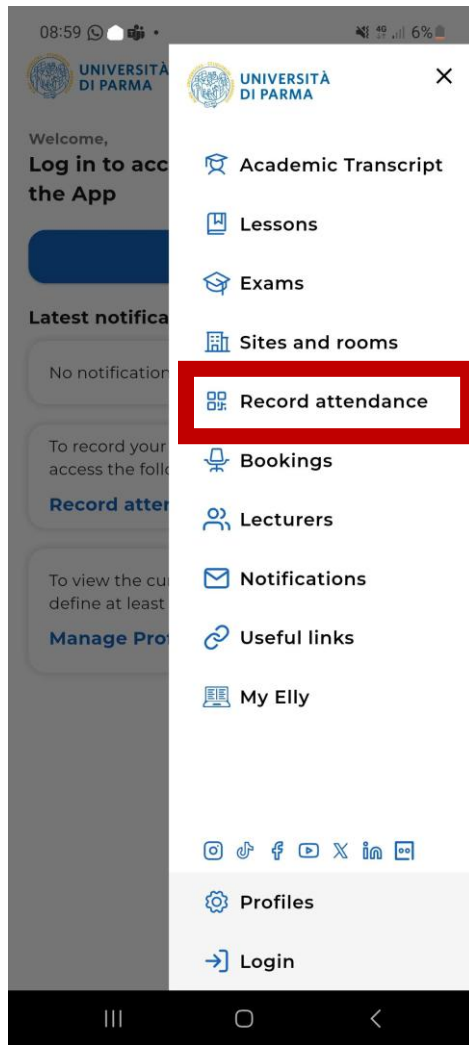 08:59
6%
UNIVERSITÀ
DI PARMA
Welcome,
Log in to acc
the App
Latest notifica
No notification
To record your
access the follo
Record atter
To view the cu
define at least
Manage Pro
UNIVERSITÀ
DI PARMA
Academic Transcript
Lessons
Exams
Sites and rooms
Record attendance
Bookings
Lecturers
Notifications
Useful links
My Elly
Profiles
Login